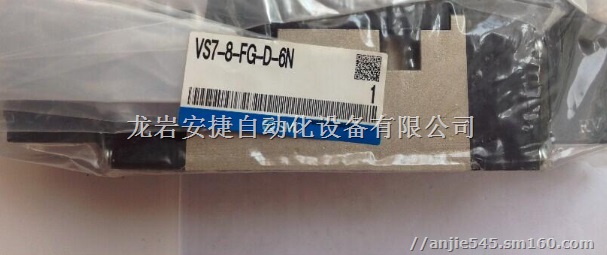 VS7-8-FG-D-6N
1
龙岩安捷自动化设备有限公司
SMC
http://anjie545.sm160.com